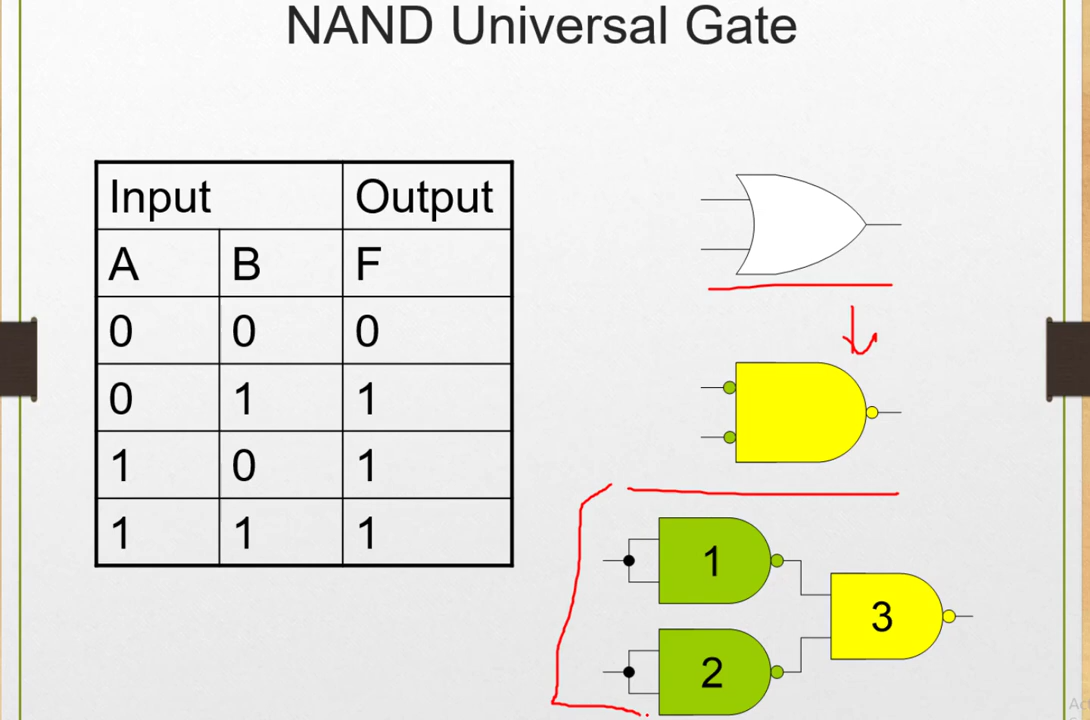 NAND Universal Gate
Input Output
A B F
0 0 0
0 1 1
1 0 1
1 1 1
1
3
2